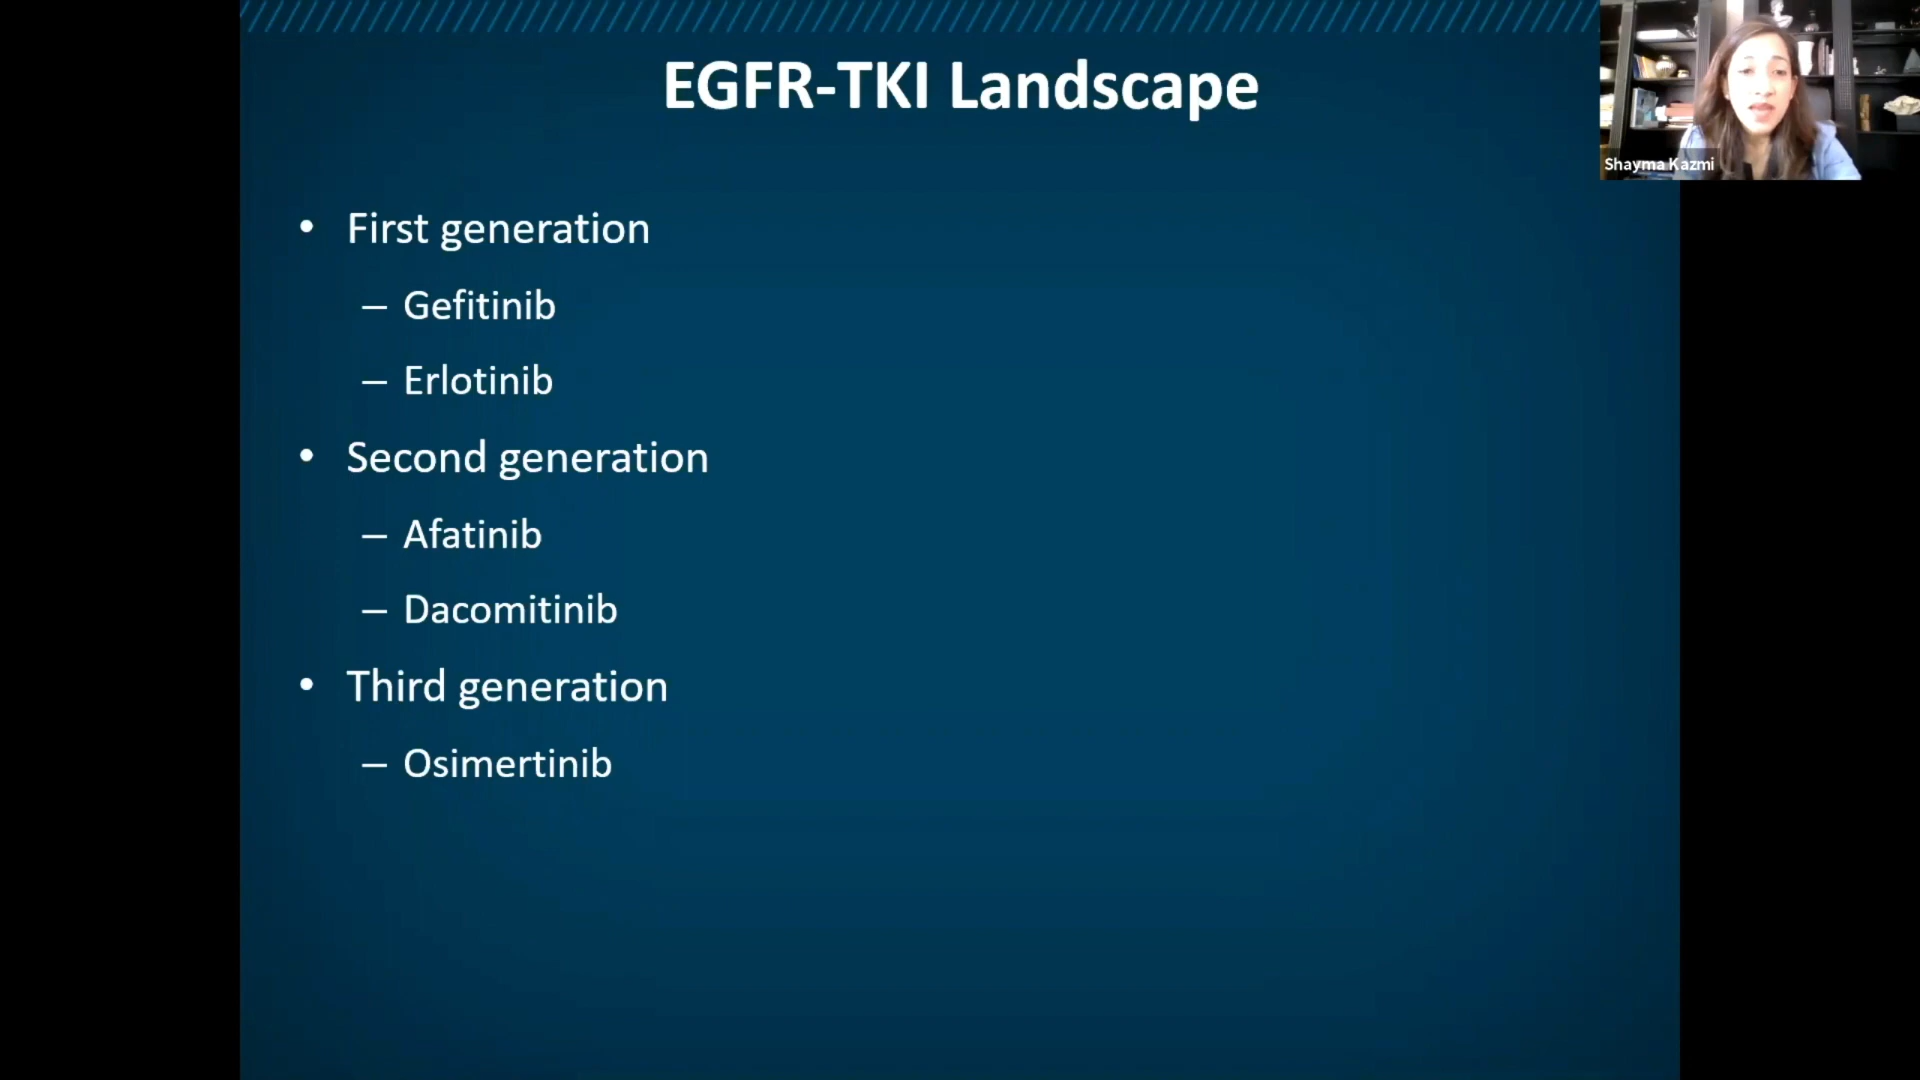 EGFR-TKI Landscape
Shayma Kazmi
• First generation
– Gefitinib
– Erlotinib
• Second generation
– Afatinib
– Dacomitinib
• Third generation
– Osimertinib